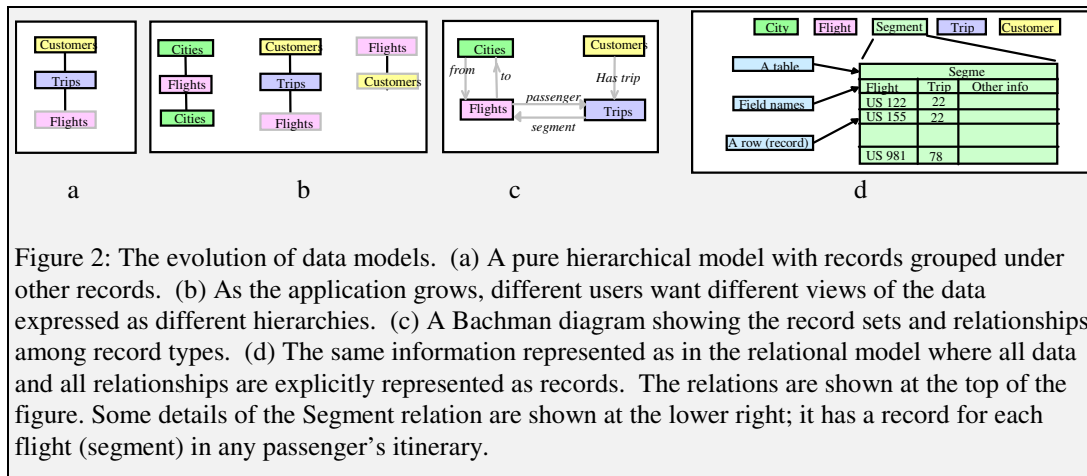 Customers
Trips
Flights
Cities
Flights
Cities
Customers
Trips
Flights
Flights
Customers
Cities
Customers
from
to
Has trip
passenger
Flights
Trips
segment
City Flight Segment Trip Customer
A table
Field names
A row (record)
Segme
Flight Trip Other info
US 122 22
US 155 22
US 981 78
a b c d
Figure 2: The evolution of data models. (a) A pure hierarchical model with records grouped under
other records. (b) As the application grows, different users want different views of the data
expressed as different hierarchies. (c) A Bachman diagram showing the record sets and relationships
among record types. (d) The same information represented as in the relational model where all data
and all relationships are explicitly represented as records. The relations are shown at the top of the
figure. Some details of the Segment relation are shown at the lower right; it has a record for each
flight (segment) in any passenger's itinerary.